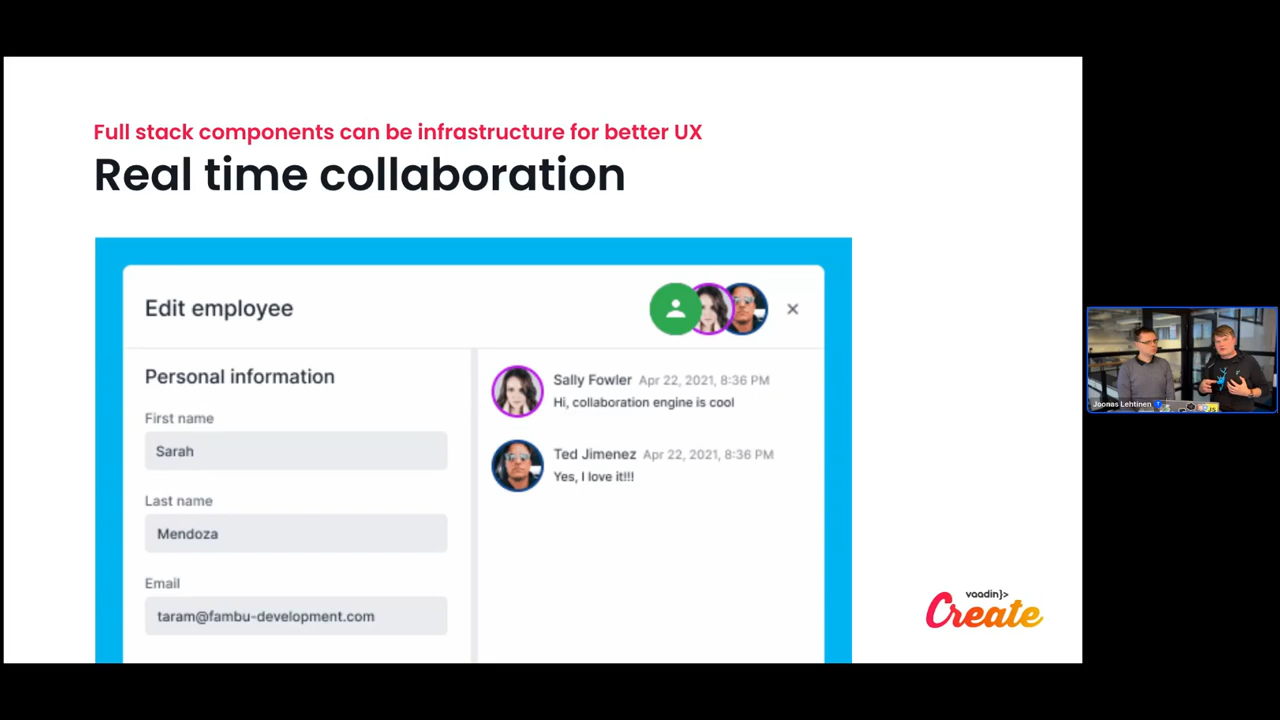 Full stack components can be infrastructure for better UX
Real time collaboration
Edit employee
Personal information
First name
Sarah
Last name
Mendoza
Email
taram@fambu-development.com
Sally Fowler Apr 22, 2021, 8:36 PM
Hi, collaboration engine is cool
Ted Jimenez Apr 22, 2021, 8:36 PM
Yes, I love it!!!
vaadin}>
Create
Joonas Lehtinen
JS